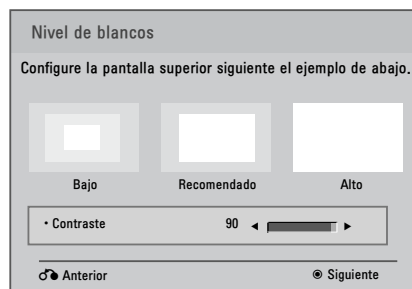 Nivel de blancos
Configure la pantalla superior siguiente el ejemplo de abajo.
Bajo Recomendado Alto
• Contraste 90 ◄ ►
Anterior ◉ Siguiente